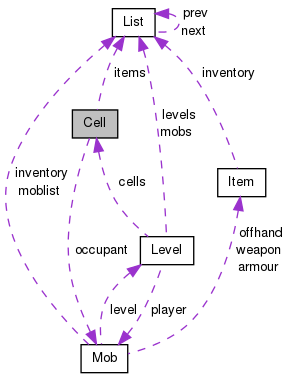 List
prev
next
items
inventory
levels
mobs
Cell
inventory
moblist
cells
Item
occupant
Level
offhand
weapon
armour
level
player
Mob